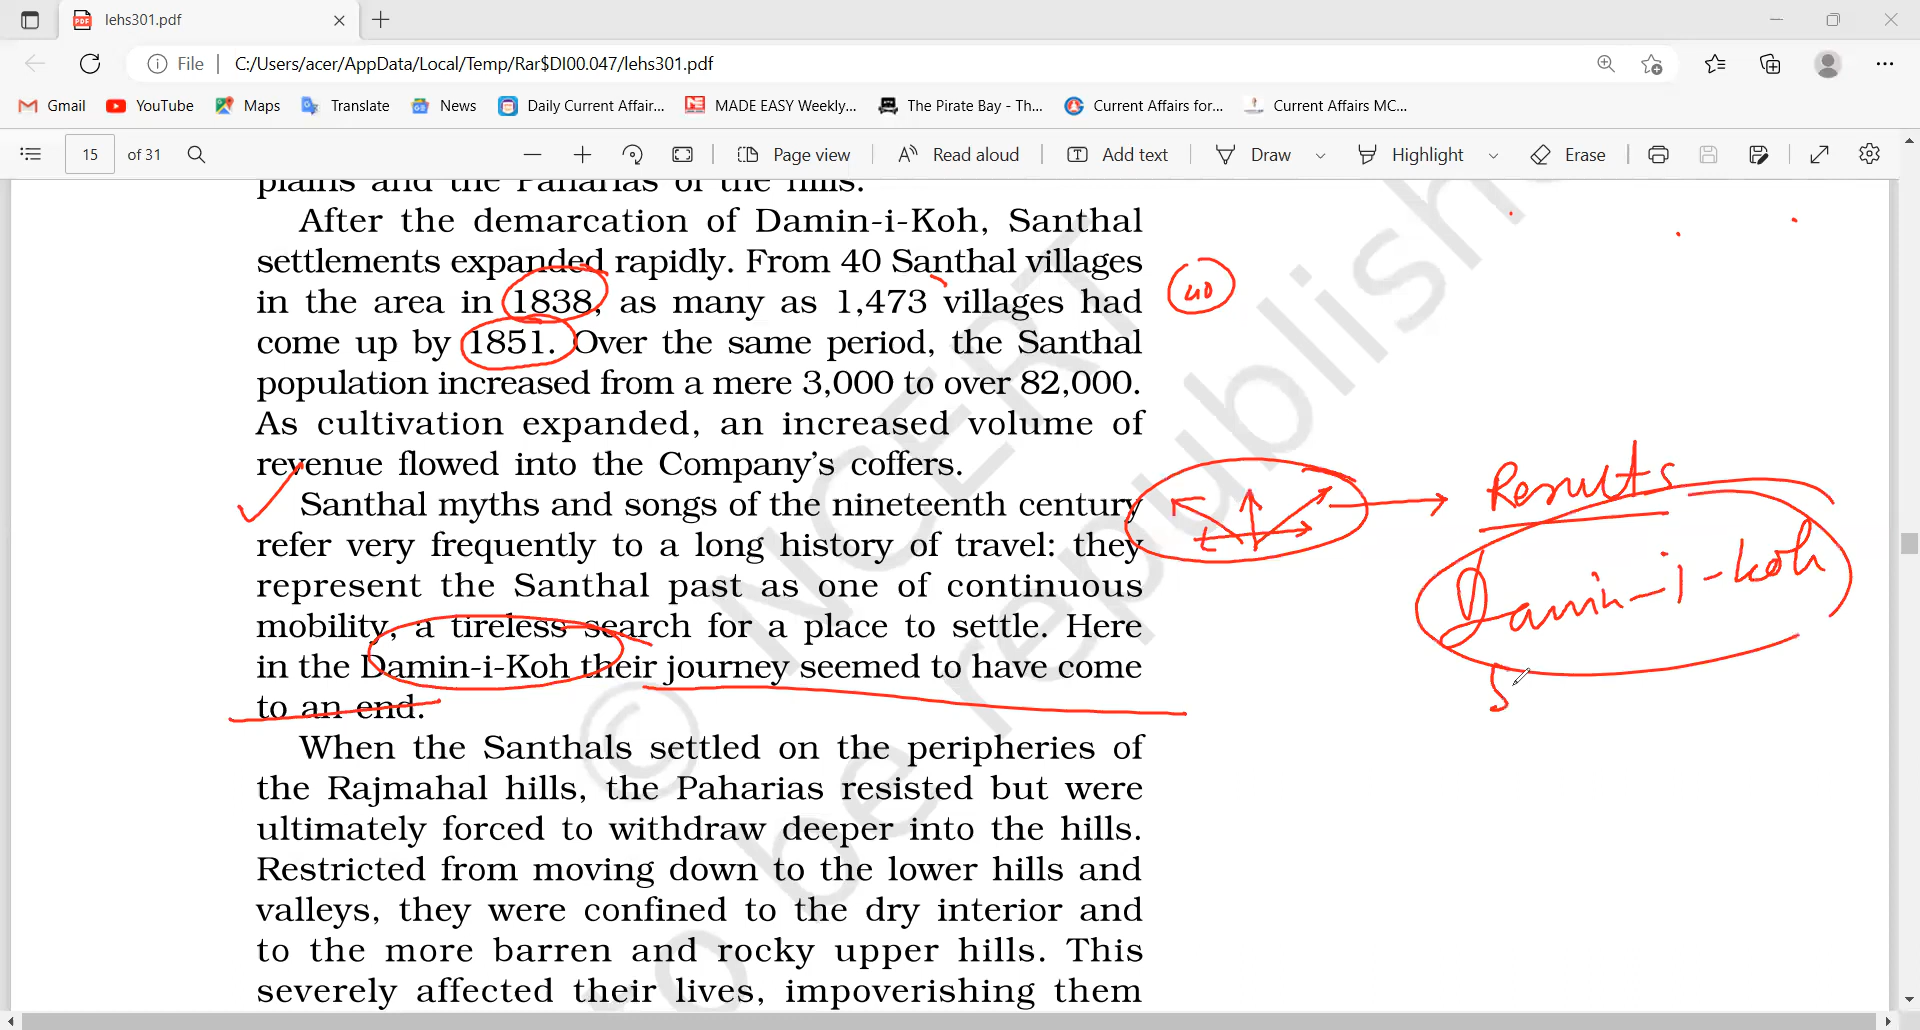 lehs301.pdf
File C:/Users/acer/AppData/Local/Temp/Rar$DI00.047/lehs301.pdf
Gmail YouTube Maps Translate News Daily Current Affair... MADE EASY Weekly... The Pirate Bay - Th... Current Affairs for... Current Affairs MC...
15 of 31 Page view Read aloud Add text Draw Highlight Erase
plains and the Paharias of the hills.
After the demarcation of Damin-i-Koh, Santhal
settlements expanded rapidly. From 40 Santhal villages
in the area in 1838, as many as 1,473 villages had
40
come up by 1851. Over the same period, the Santhal
population increased from a mere 3,000 to over 82,000.
As cultivation expanded, an increased volume of
revenue flowed into the Company's coffers.
Results
Santhal myths and songs of the nineteenth century
refer very frequently to a long history of travel: they
Damin-i-koh
represent the Santhal past as one of continuous
mobility, a tireless search for a place to settle. Here
in the Damin-i-Koh their journey seemed to have come
to an end.
When the Santhals settled on the peripheries of
the Rajmahal hills, the Paharias resisted but were
ultimately forced to withdraw deeper into the hills.
Restricted from moving down to the lower hills and
valleys, they were confined to the dry interior and
to the more barren and rocky upper hills. This
severely affected their lives, impoverishing them
© NCERT
be republished